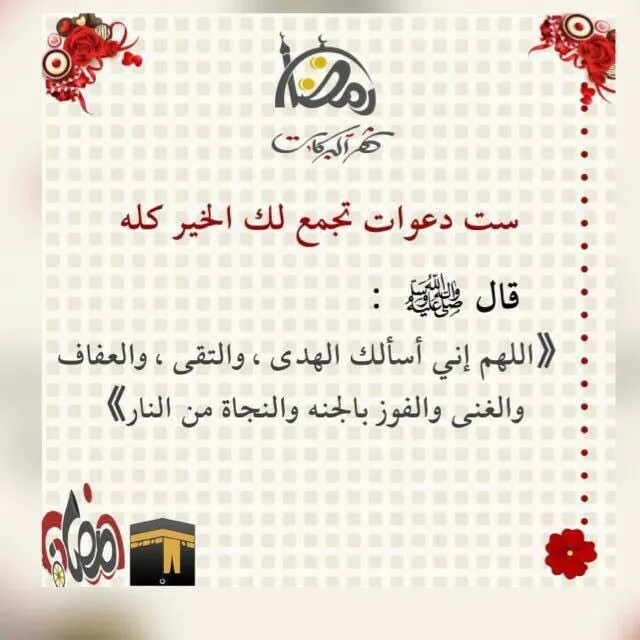 رمضان
شهر البركات
ست دعوات تجمع لك الخير كله
قال ﷺ :
《اللهم إني أسألك الهدى ، والتقى ، والعفاف
والغنى والفوز بالجنه والنجاة من النار》
رمضان